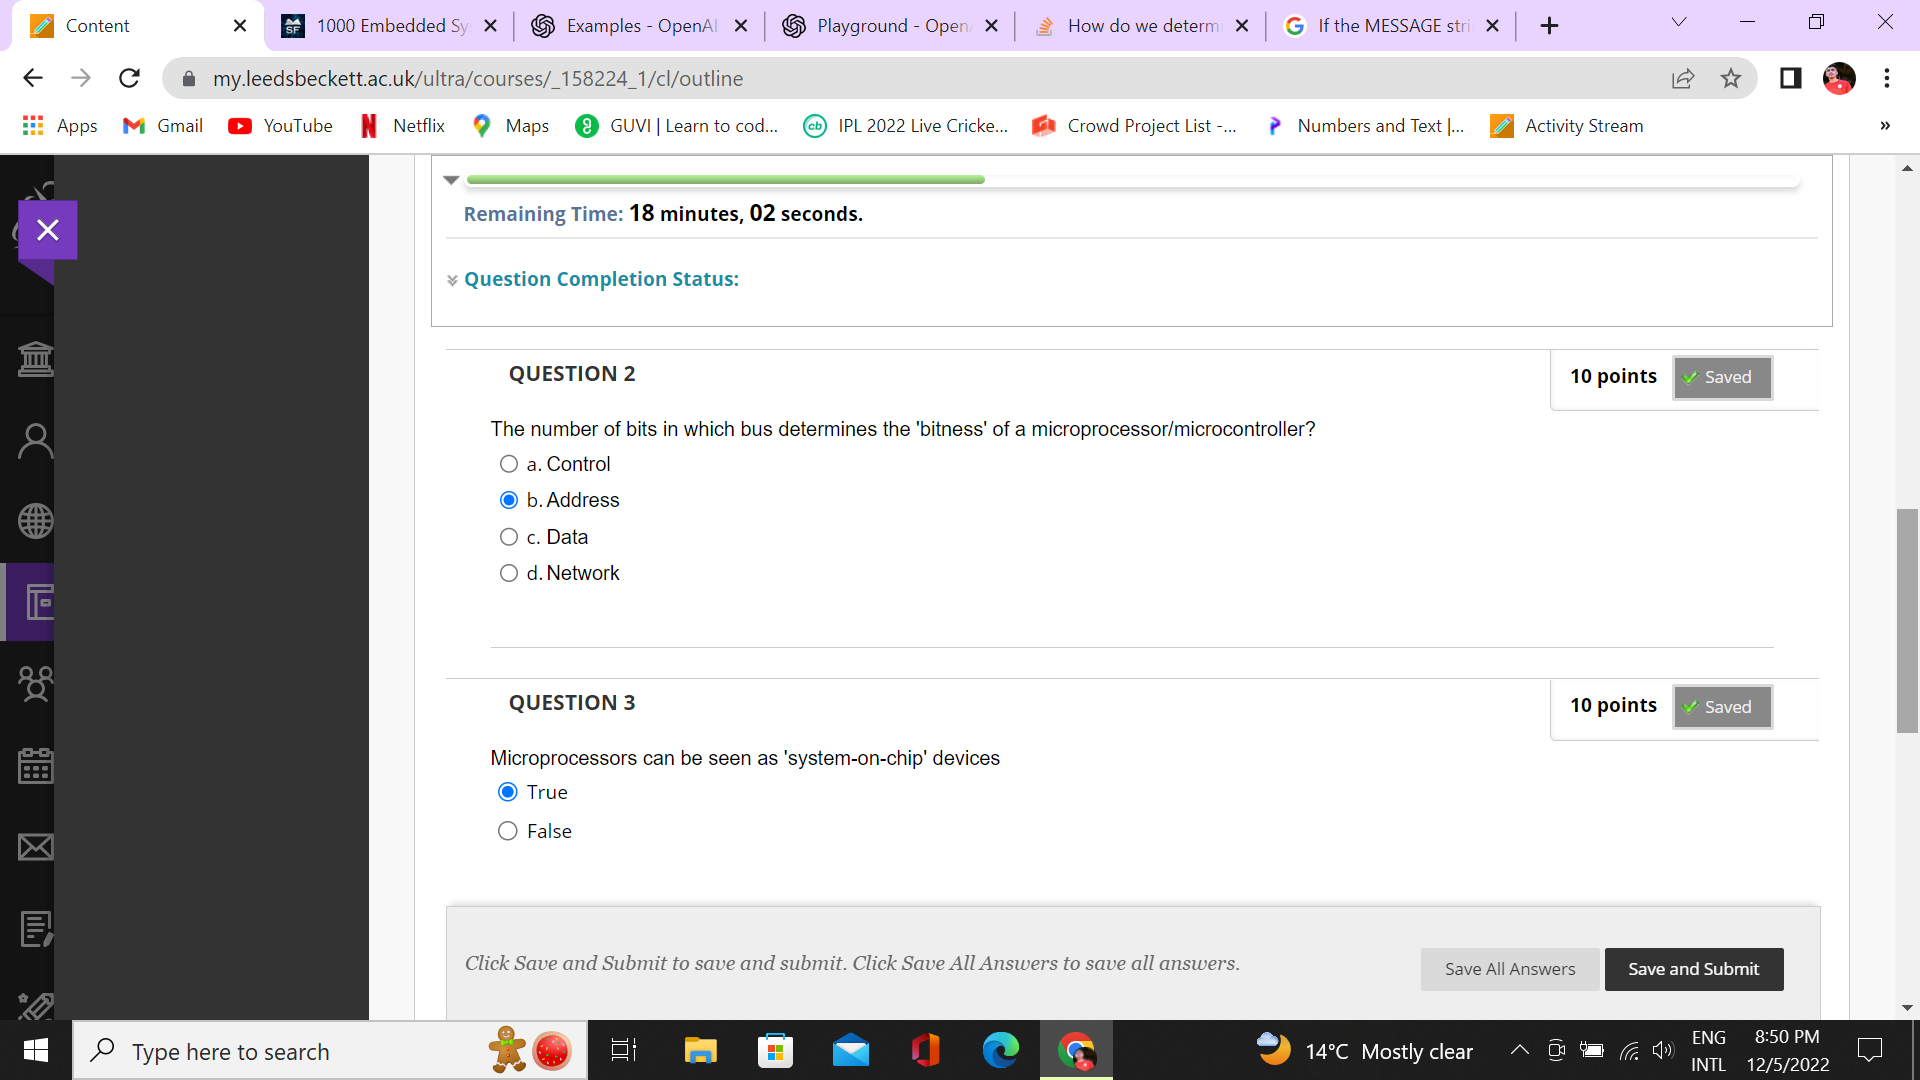 Content
1000 Embedded Sy
Examples - OpenAI
Playground - Open
How do we determi
If the MESSAGE stri
my.leedsbeckett.ac.uk/ultra/courses/_158224_1/cl/outline
Apps
Gmail
YouTube
Netflix
Maps
GUVI | Learn to cod...
IPL 2022 Live Cricke...
Crowd Project List -...
Numbers and Text |...
Activity Stream
»
Remaining Time: 18 minutes, 02 seconds.
Question Completion Status:
QUESTION 2
10 points
Saved
The number of bits in which bus determines the 'bitness' of a microprocessor/microcontroller?
a. Control
b. Address
c. Data
d. Network
QUESTION 3
10 points
Saved
Microprocessors can be seen as 'system-on-chip' devices
True
False
Click Save and Submit to save and submit. Click Save All Answers to save all answers.
Save All Answers
Save and Submit
Type here to search
14°C Mostly clear
ENG
INTL
8:50 PM
12/5/2022